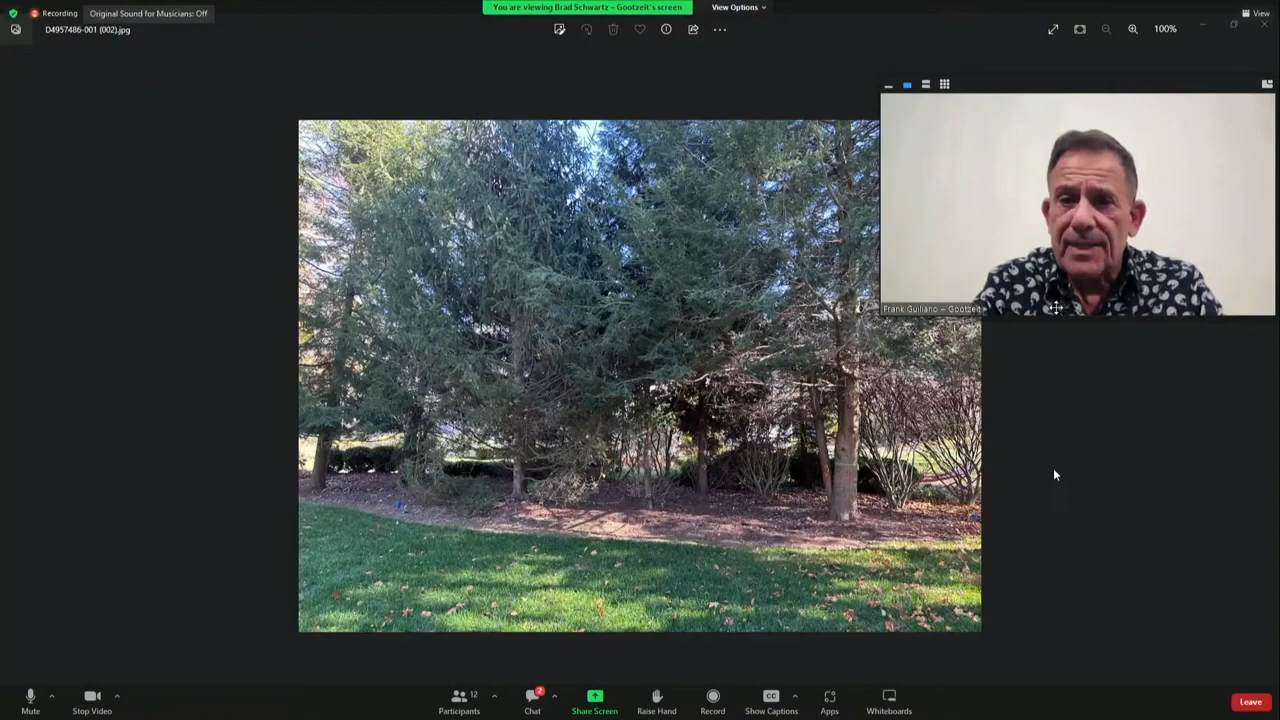 Recording
Original Sound for Musicians: Off
You are viewing Brad Schwartz – Gootzeit's screen
View Options
View
D4957486-001 (002).jpg
100%
Frank Guiliano – Gootzeit
Mute
Stop Video
Participants
12
Chat
2
Share Screen
Raise Hand
Record
CC
Show Captions
Apps
Whiteboards
Leave